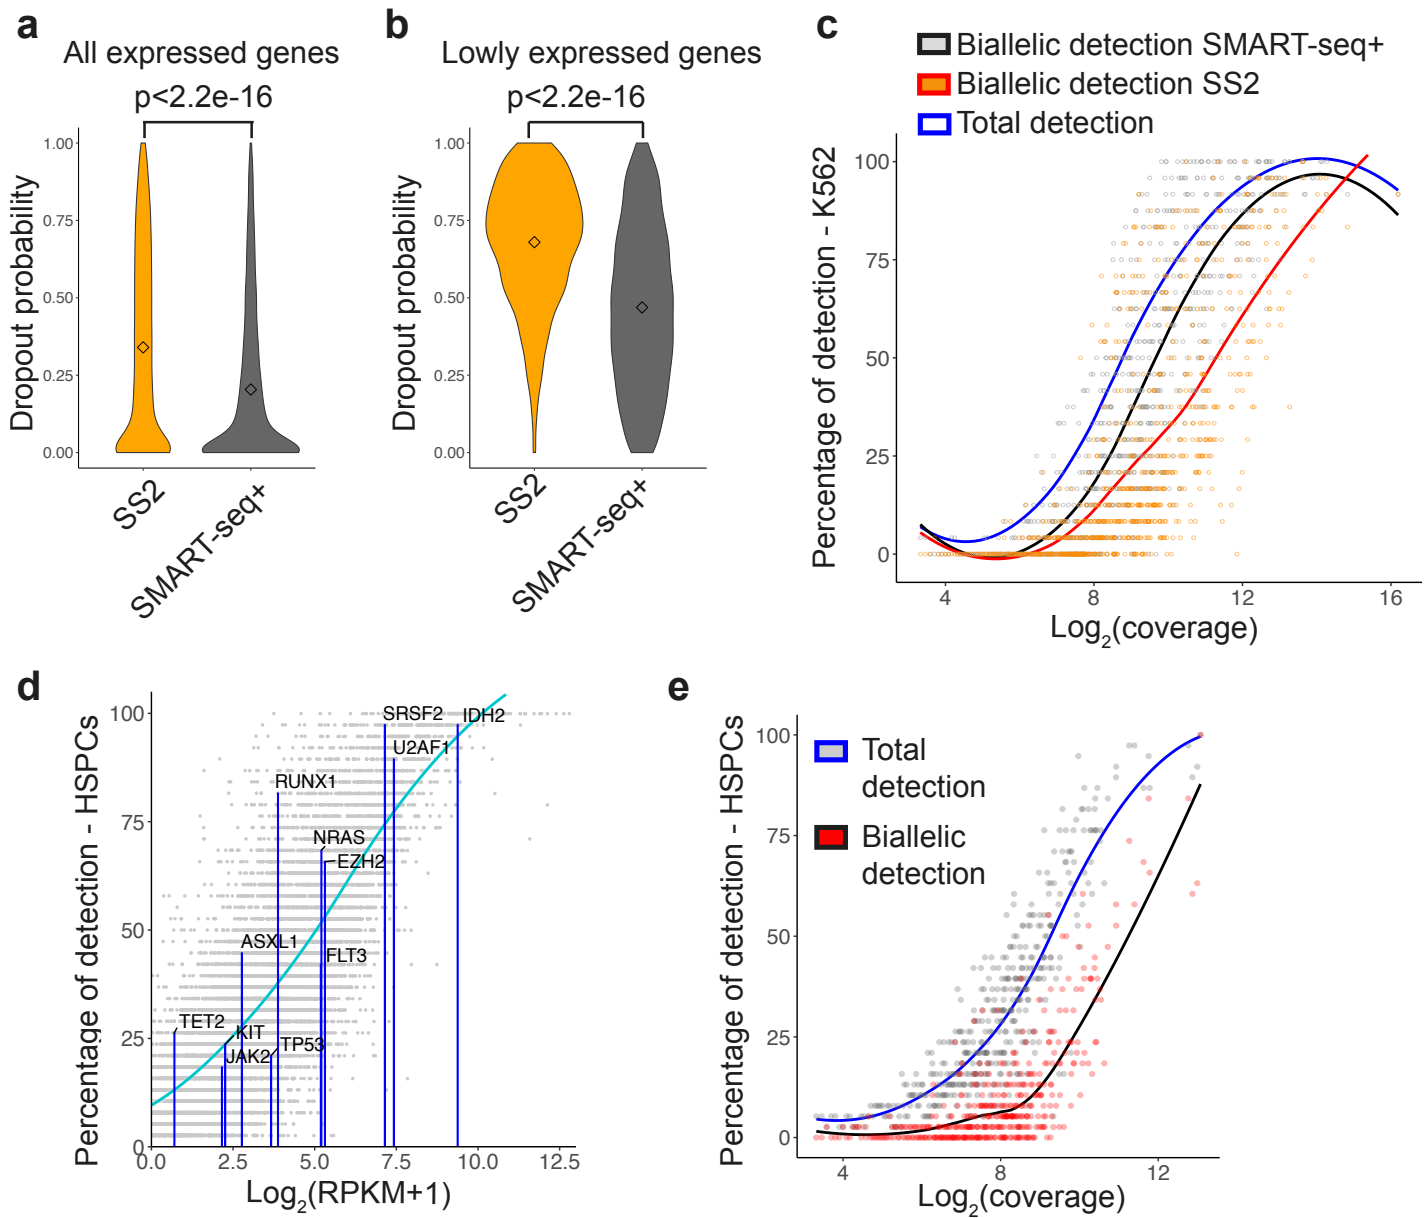 a
All expressed genes
p<2.2e-16
Dropout probability
1.00
0.75
0.50
0.25
0.00
SS2
SMART-seq+
b
Lowly expressed genes
p<2.2e-16
Dropout probability
1.00
0.75
0.50
0.25
0.00
SS2
SMART-seq+
c
Biallelic detection SMART-seq+
Biallelic detection SS2
Total detection
Percentage of detection - K562
100
75
50
25
0
4 8 12 16
Log2(coverage)
d
Percentage of detection - HSPCs
100
75
50
25
0
SRSF2
IDH2
U2AF1
RUNX1
NRAS
EZH2
ASXL1
FLT3
TET2
KIT
TP53
JAK2
0.0 2.5 5.0 7.5 10.0 12.5
Log2(RPKM+1)
e
Total
detection
Biallelic
detection
Percentage of detection - HSPCs
100
75
50
25
0
4 8 12
Log2(coverage)